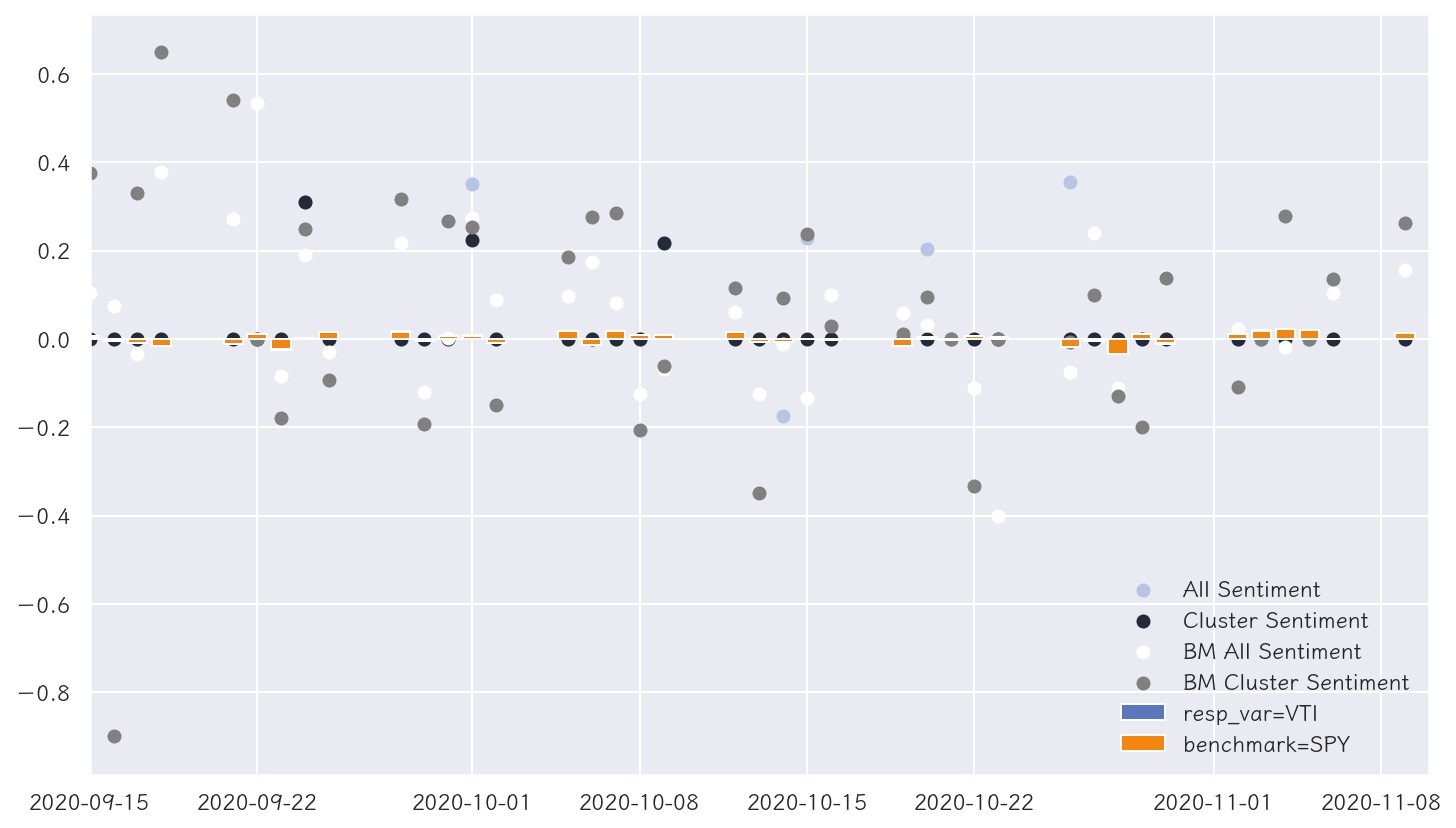 0.6
0.4
0.2
0.0
−0.2
−0.4
−0.6
−0.8
All Sentiment
Cluster Sentiment
BM All Sentiment
BM Cluster Sentiment
resp_var=VTI
benchmark=SPY
2020-09-15 2020-09-22 2020-10-01 2020-10-08 2020-10-15 2020-10-22 2020-11-01 2020-11-08